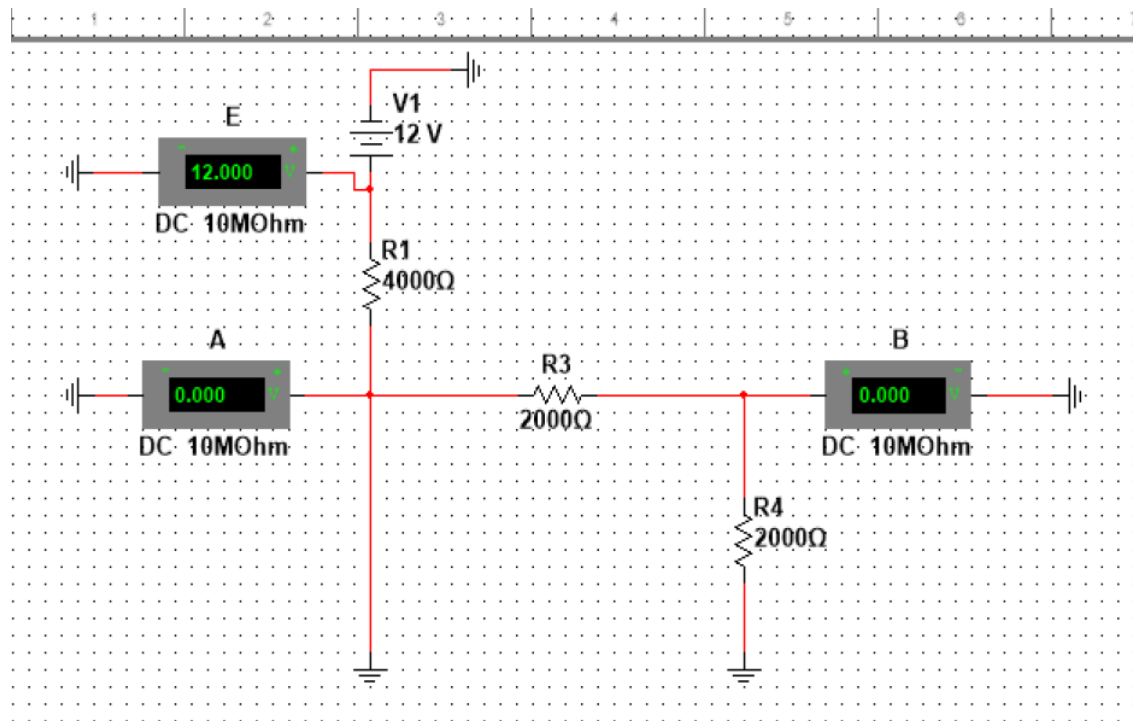 1 2 3 4 5 6 7
V1
12 V
E
- +
12.000 V
DC 10MOhm
R1
4000Ω
A
- +
0.000 V
DC 10MOhm
R3
2000Ω
B
+ -
0.000 V
DC 10MOhm
R4
2000Ω